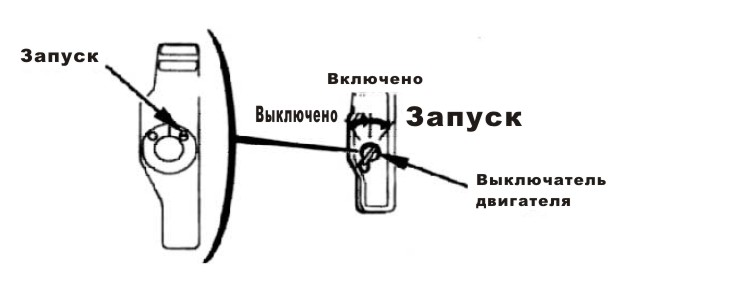 Запуск
Включено
Выключено
Запуск
Выключатель
двигателя